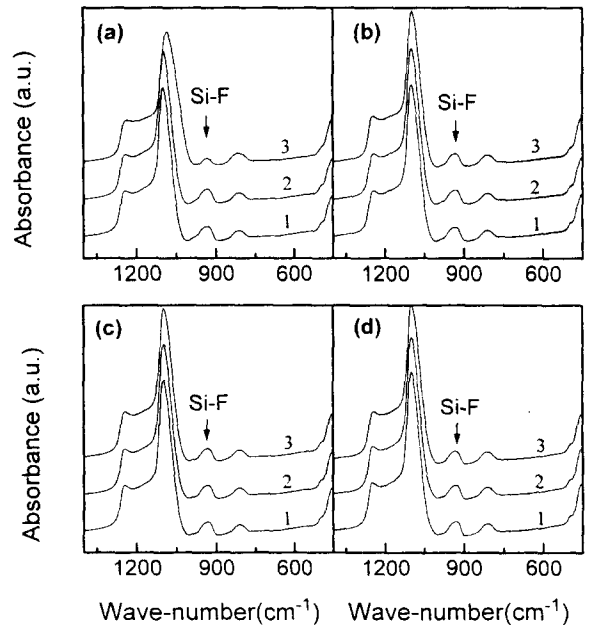 (a)
(b)
Absorbance (a.u.)
Si-F
Si-F
3
3
2
2
1
1
1200 900 600 1200 900 600
(c)
(d)
Absorbance (a.u.)
Si-F
Si-F
3
3
2
2
1
1
1200 900 600 1200 900 600
Wave-number(cm⁻¹) Wave-number(cm⁻¹)